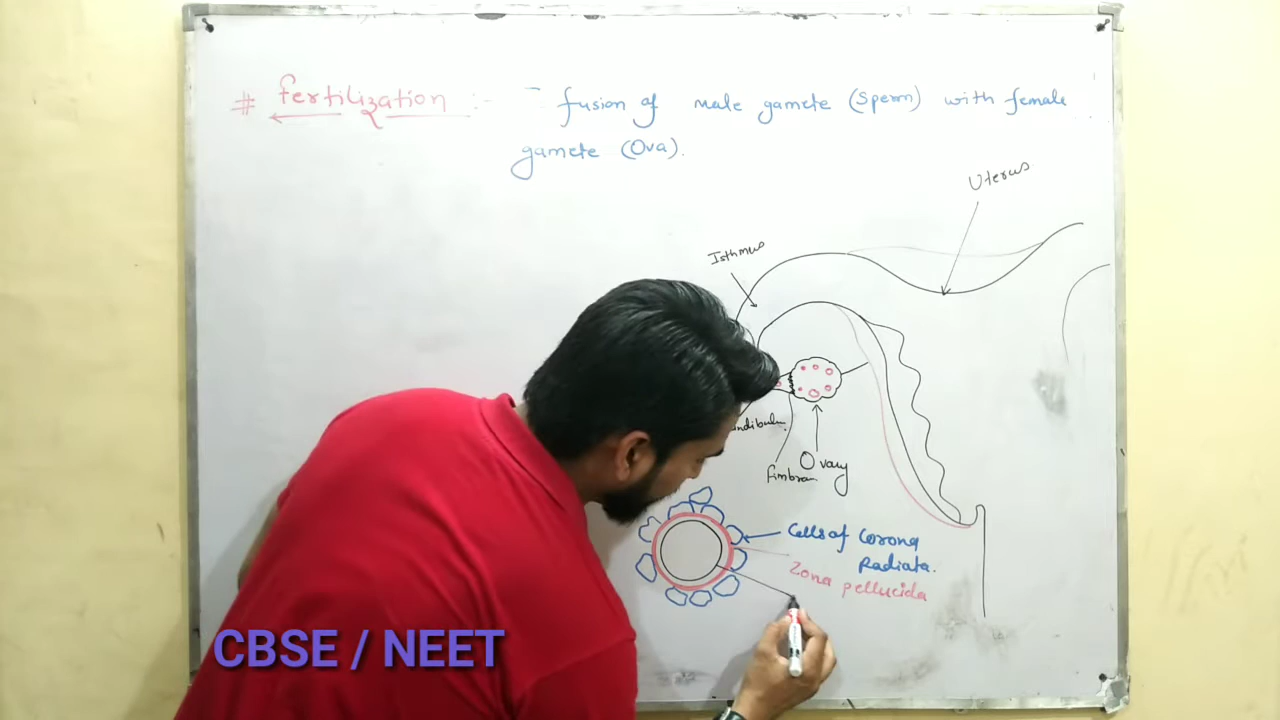 # Fertilization :- fusion of male gamete (Sperm) with female
gamete (Ova).
Uterus
Isthmus
Ovary
Cells of Corona
Radiata.
Zona pellucida
CBSE / NEET